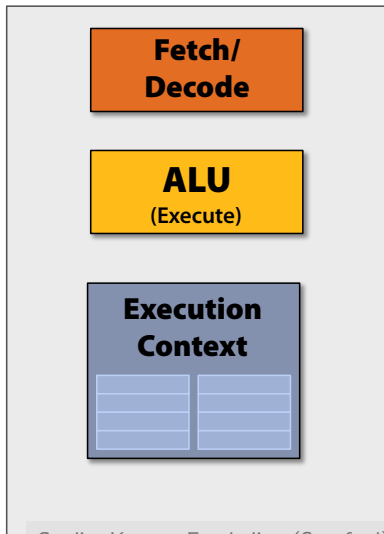 Fetch/
Decode
ALU
(Execute)
Execution
Context